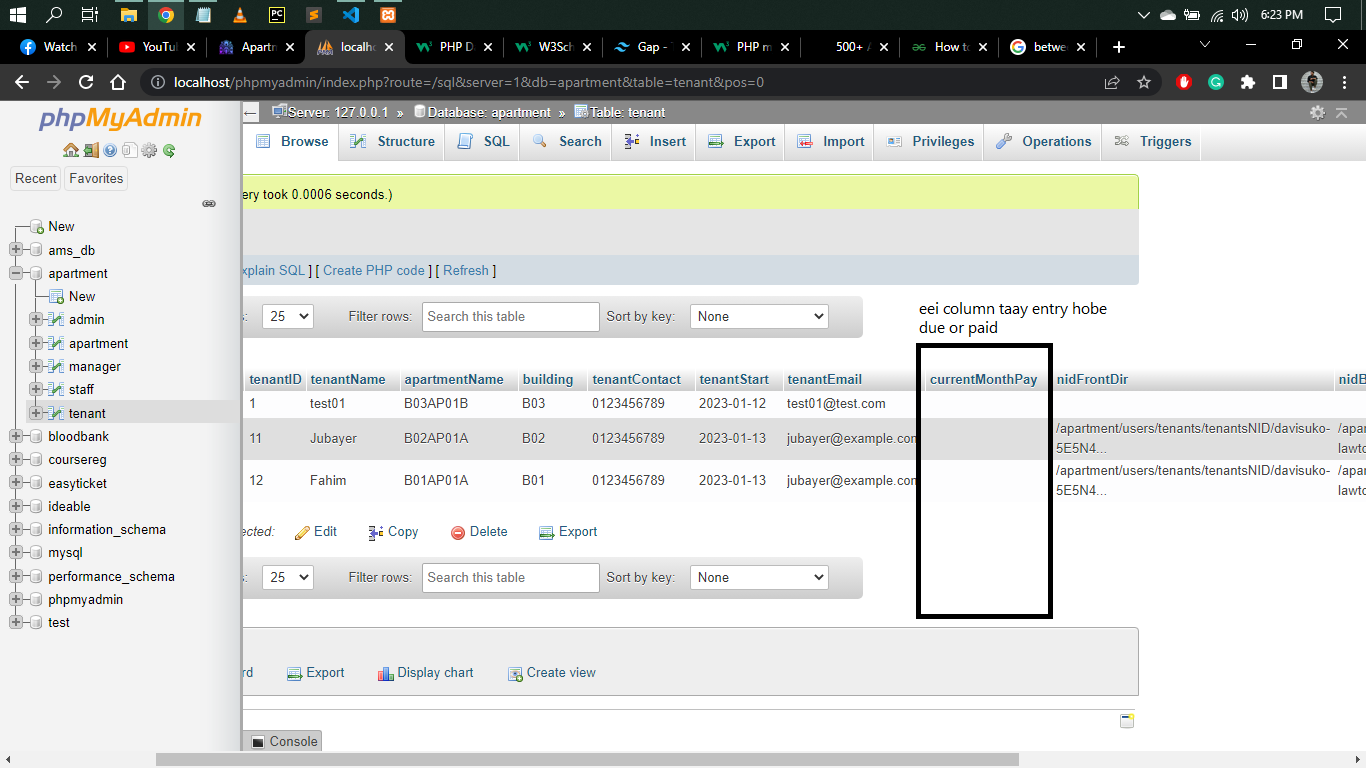 6:23 PM
Watch
YouTul
Apartm
localho
PHP D
W3Sch
Gap -
PHP m
500+
How to
betwe
localhost/phpmyadmin/index.php?route=/sql&server=1&db=apartment&table=tenant&pos=0
phpMyAdmin
Recent Favorites
New
ams_db
apartment
New
admin
apartment
manager
staff
tenant
bloodbank
coursereg
easyticket
ideable
information_schema
mysql
performance_schema
phpmyadmin
test
Server: 127.0.0.1 » Database: apartment » Table: tenant
Browse Structure SQL Search Insert Export Import Privileges Operations Triggers
ery took 0.0006 seconds.)
xplain SQL ] [ Create PHP code ] [ Refresh ]
s: 25 Filter rows: Search this table Sort by key: None
eei column taay entry hobe
due or paid
tenantID tenantName apartmentName building tenantContact tenantStart tenantEmail currentMonthPay nidFrontDir nidB
1 test01 B03AP01B B03 0123456789 2023-01-12 test01@test.com
11 Jubayer B02AP01A B02 0123456789 2023-01-13 jubayer@example.com /apartment/users/tenants/tenantsNID/davisuko- /apar
5E5N4... lawto
12 Fahim B01AP01A B01 0123456789 2023-01-13 jubayer@example.com /apartment/users/tenants/tenantsNID/davisuko- /apar
5E5N4... lawto
ected: Edit Copy Delete Export
s: 25 Filter rows: Search this table Sort by key: None
rd Export Display chart Create view
Console